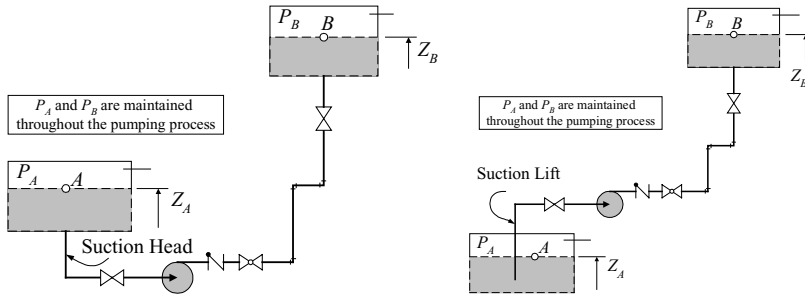 P_B
B
Z_B
P_A and P_B are maintained
throughout the pumping process
P_A
A
Z_A
Suction Head
P_B
B
Z_B
P_A and P_B are maintained
throughout the pumping process
Suction Lift
P_A
A
Z_A